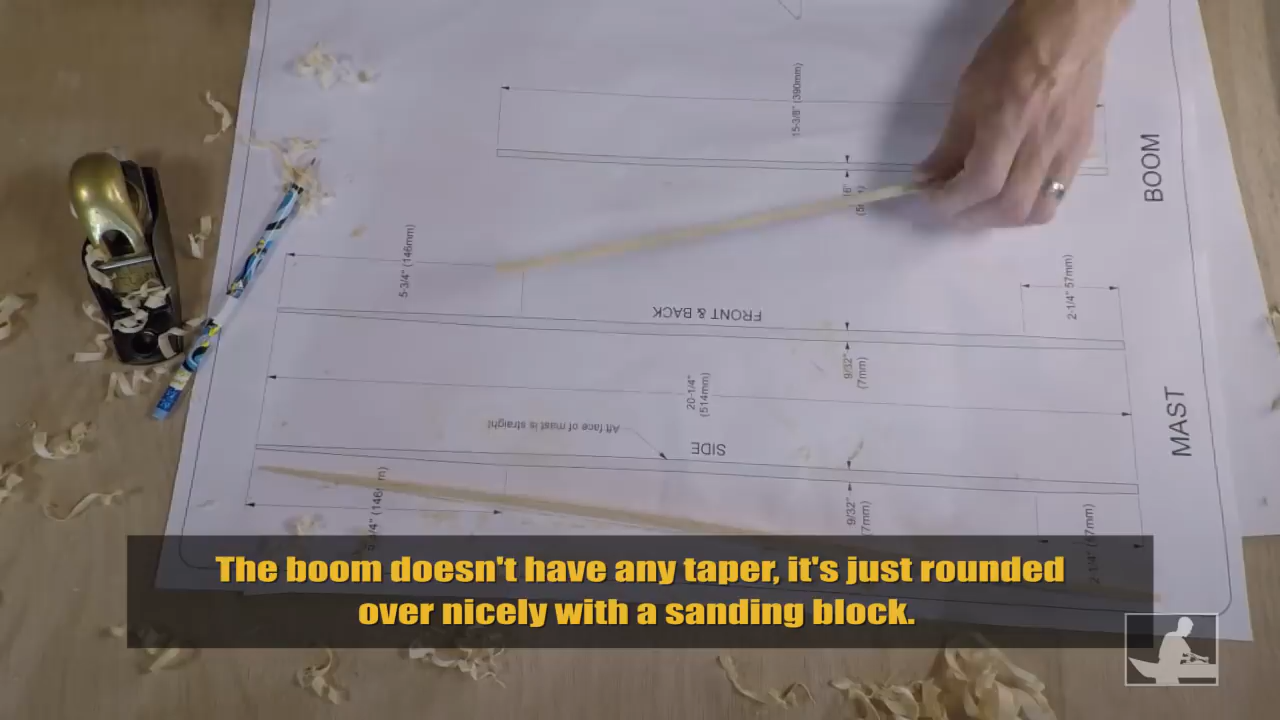 15-3/8" (390mm)
BOOM
5-3/4" (146mm)
2-1/4" 57mm)
FRONT & BACK
9/32"
(7mm)
20-1/4"
(514mm)
MAST
Aft face of mast is straight
SIDE
9/32"
(7mm)
The boom doesn't have any taper, it's just rounded
over nicely with a sanding block.